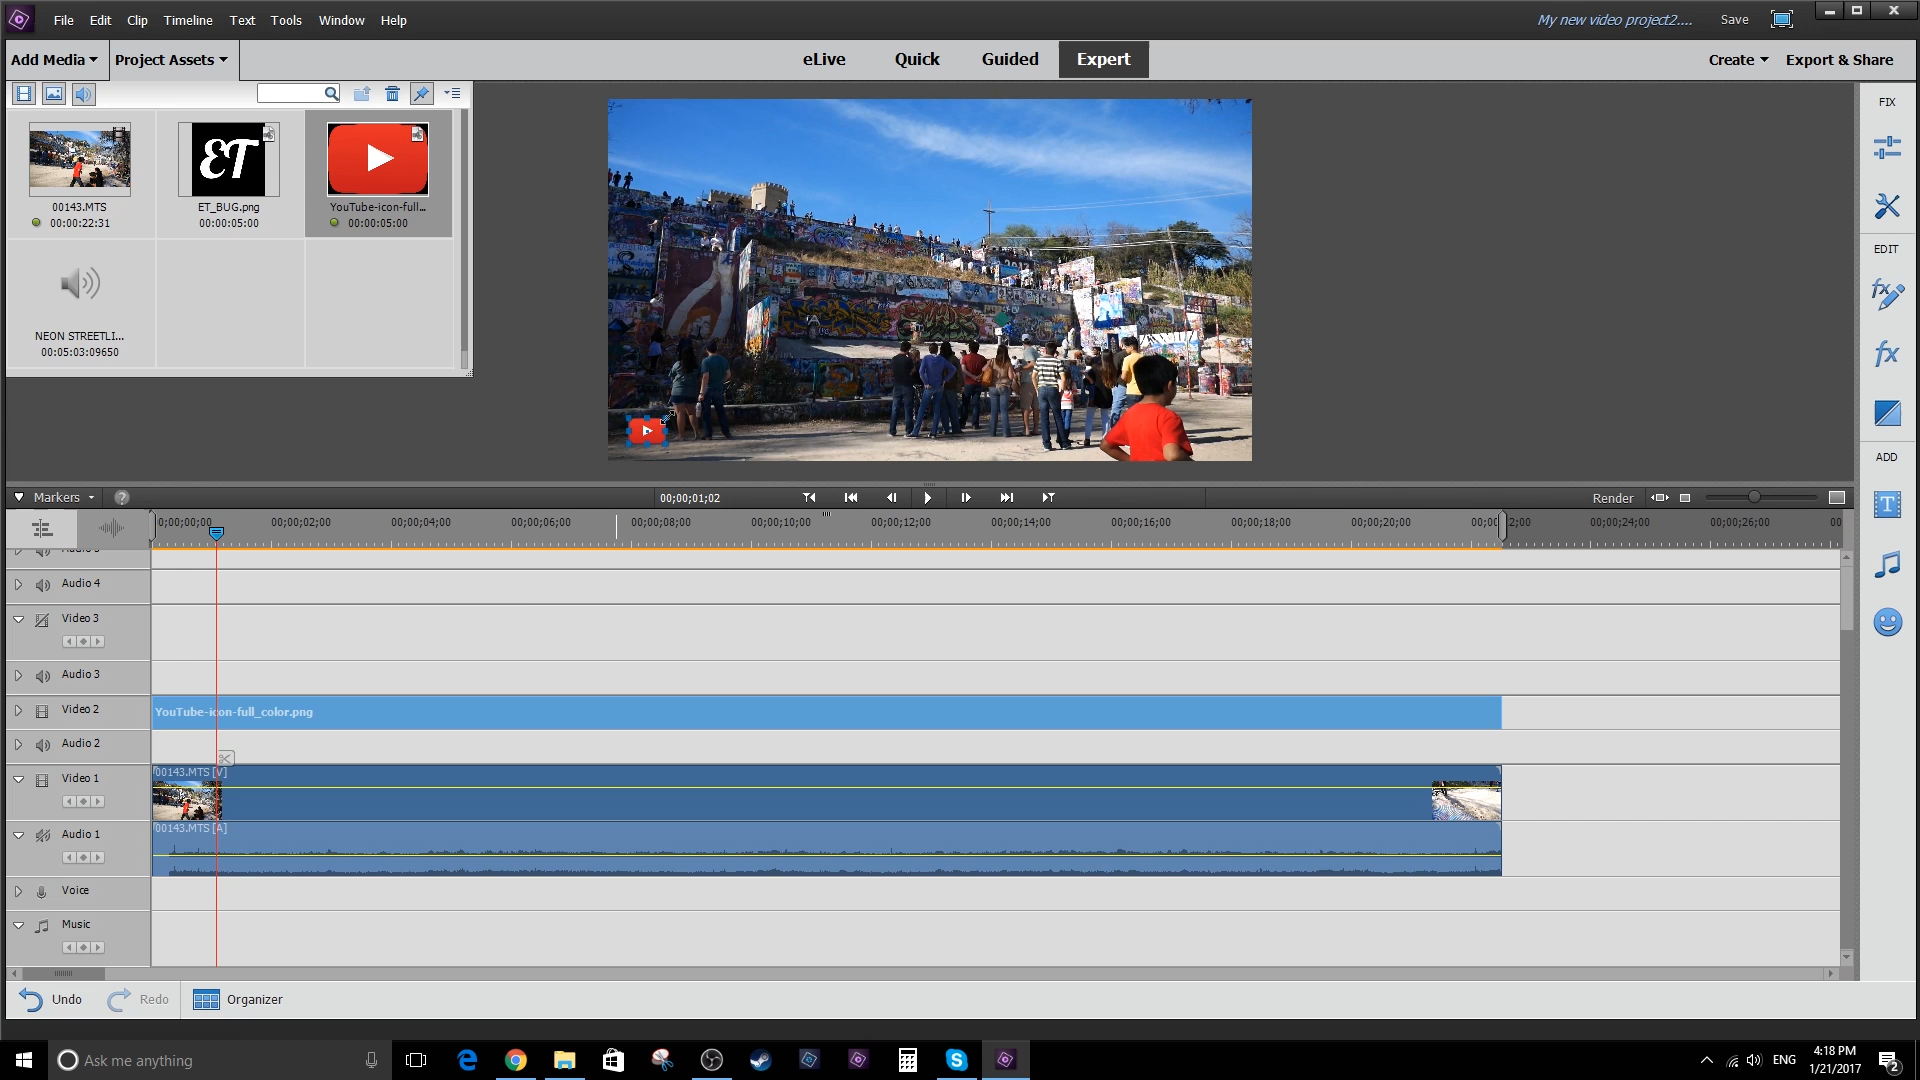 File Edit Clip Timeline Text Tools Window Help
My new video project2.... Save
Add Media Project Assets
eLive Quick Guided Expert
Create Export & Share
FIX
EDIT
ADD
ET
00143.MTS
00:00:22:31
ET_BUG.png
00:00:05:00
YouTube-icon-full...
00:00:05:00
NEON STREETLI...
00:05:03:09650
Markers
00;00;01;02
Render
0;00;00;00 00;00;02;00 00;00;04;00 00;00;06;00 00;00;08;00 00;00;10;00 00;00;12;00 00;00;14;00 00;00;16;00 00;00;18;00 00;00;20;00 00;00;24;00 00;00;26;00 00
Audio 4
Video 3
Audio 3
Video 2
YouTube-icon-full_color.png
Audio 2
Video 1
00143.MTS [V]
Audio 1
00143.MTS [A]
Voice
Music
Undo Redo Organizer
Ask me anything
ENG
4:18 PM
1/21/2017
2